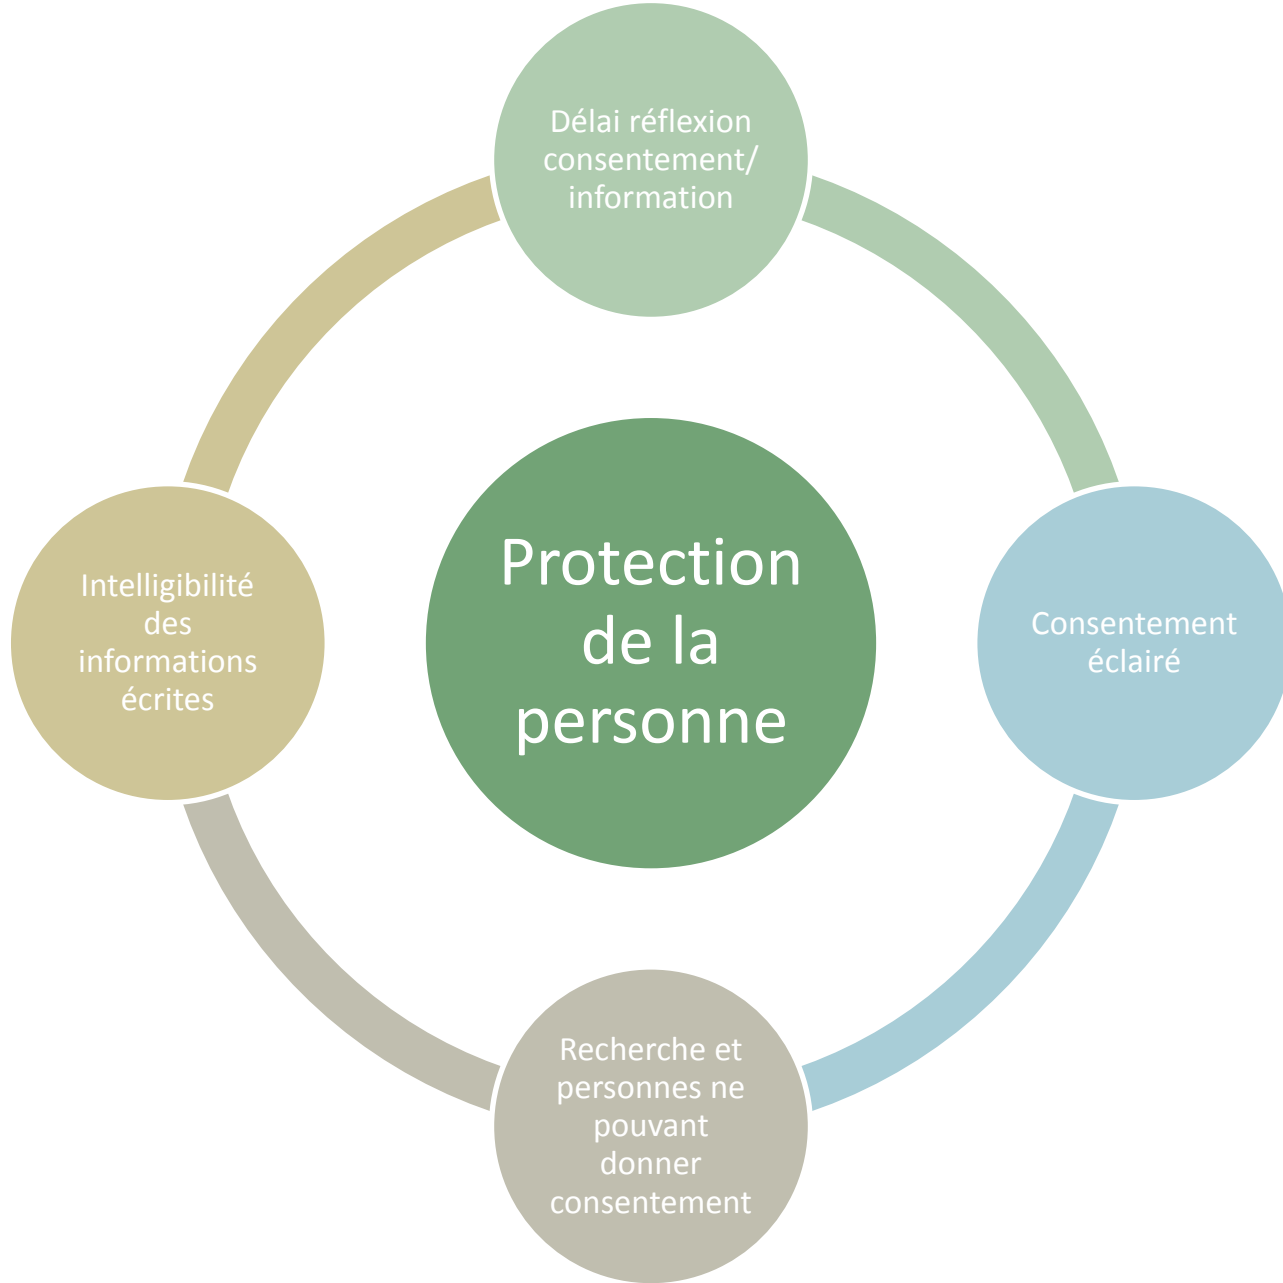 Délai réflexion
consentement/
information
Protection
de la
personne
Intelligibilité
des
informations
écrites
Consentement
éclairé
Recherche et
personnes ne
pouvant
donner
consentement